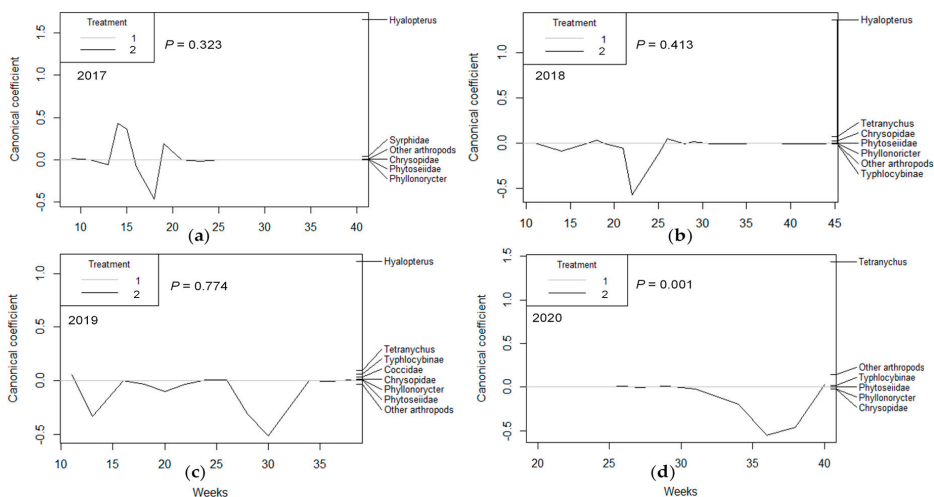 Treatment
1
2
P = 0.323
2017
Canonical coefficient
1.5
1.0
0.5
0.0
-0.5
10 15 20 25 30 35 40
Hyalopterus
Syrphidae
Other arthropods
Chrysopidae
Phytoseiidae
Phyllonorycter
(a)
Treatment
1
2
P = 0.413
2018
Canonical coefficient
1.0
0.5
0.0
-0.5
10 15 20 25 30 35 40 45
Hyalopterus
Tetranychus
Chrysopidae
Phytoseiidae
Phyllonoricter
Other arthropods
Typhlocybinae
(b)
Treatment
1
2
P = 0.774
2019
Canonical coefficient
1.0
0.5
0.0
-0.5
10 15 20 25 30 35
Hyalopterus
Tetranychus
Typhlocybinae
Coccidae
Chrysopidae
Phyllonorycter
Phytoseiidae
Other arthropods
(c)
Weeks
Treatment
1
2
P = 0.001
2020
Canonical coefficient
1.5
1.0
0.5
0.0
-0.5
20 25 30 35 40
Tetranychus
Other arthropods
Typhlocybinae
Phytoseiidae
Phyllonorycter
Chrysopidae
(d)
Weeks